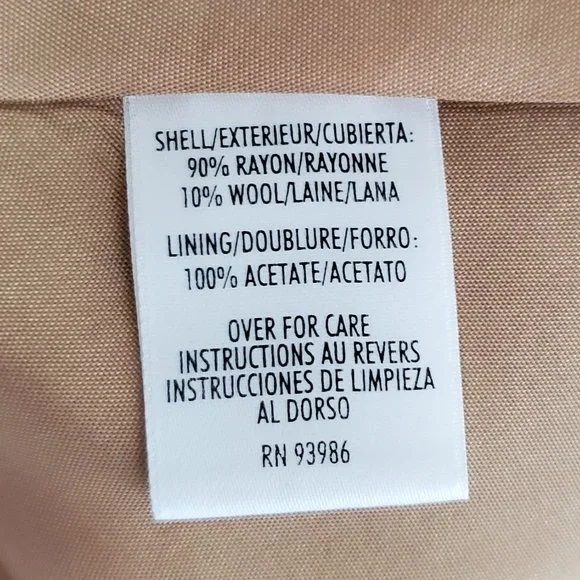 SHELL/EXTERIEUR/CUBIERTA:
90% RAYON/RAYONNE
10% WOOL/LAINE/LANA
LINING/DOUBLURE/FORRO:
100% ACETATE/ACETATO
OVER FOR CARE
INSTRUCTIONS AU REVERS
INSTRUCCIONES DE LIMPIEZA
AL DORSO
RN 93986